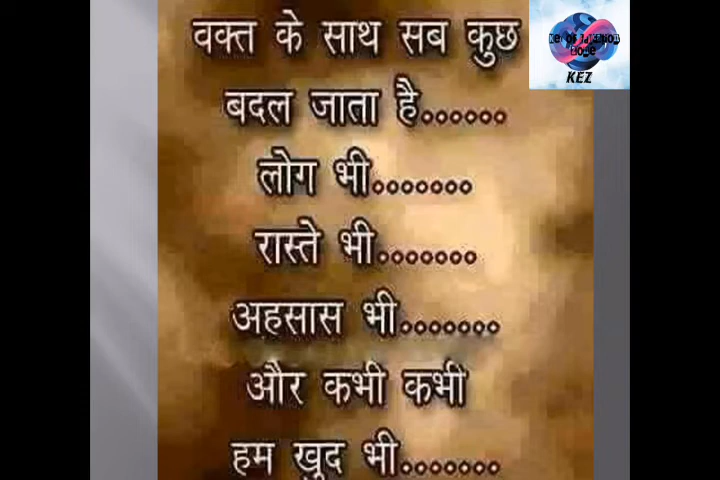 वक्त के साथ सब कुछ
बदल जाता है......
लोग भी.......
रास्ते भी.......
अहसास भी.......
और कभी कभी
हम खुद भी.......
KEZ